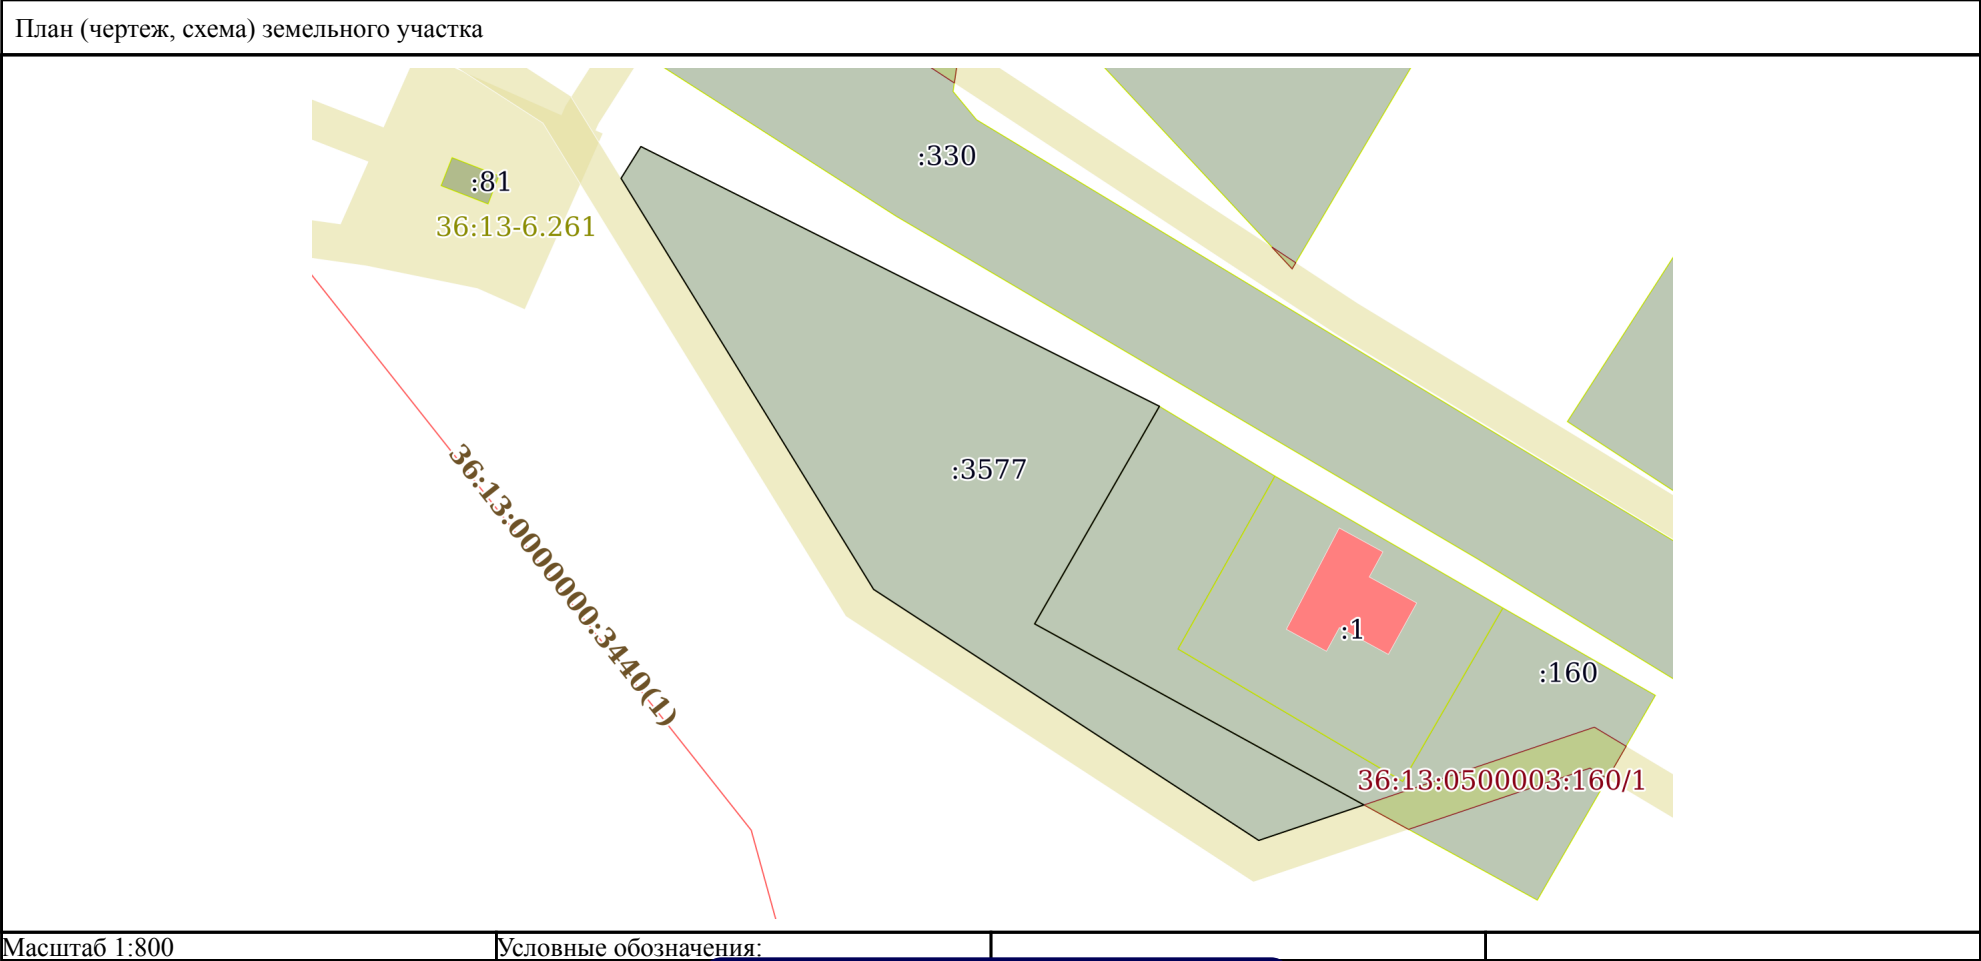 План (чертеж, схема) земельного участка
:330
:81
36:13-6.261
:3577
36:13:0000000:3440(1)
:1
:160
36:13:0500003:160/1
Масштаб 1:800
Условные обозначения: